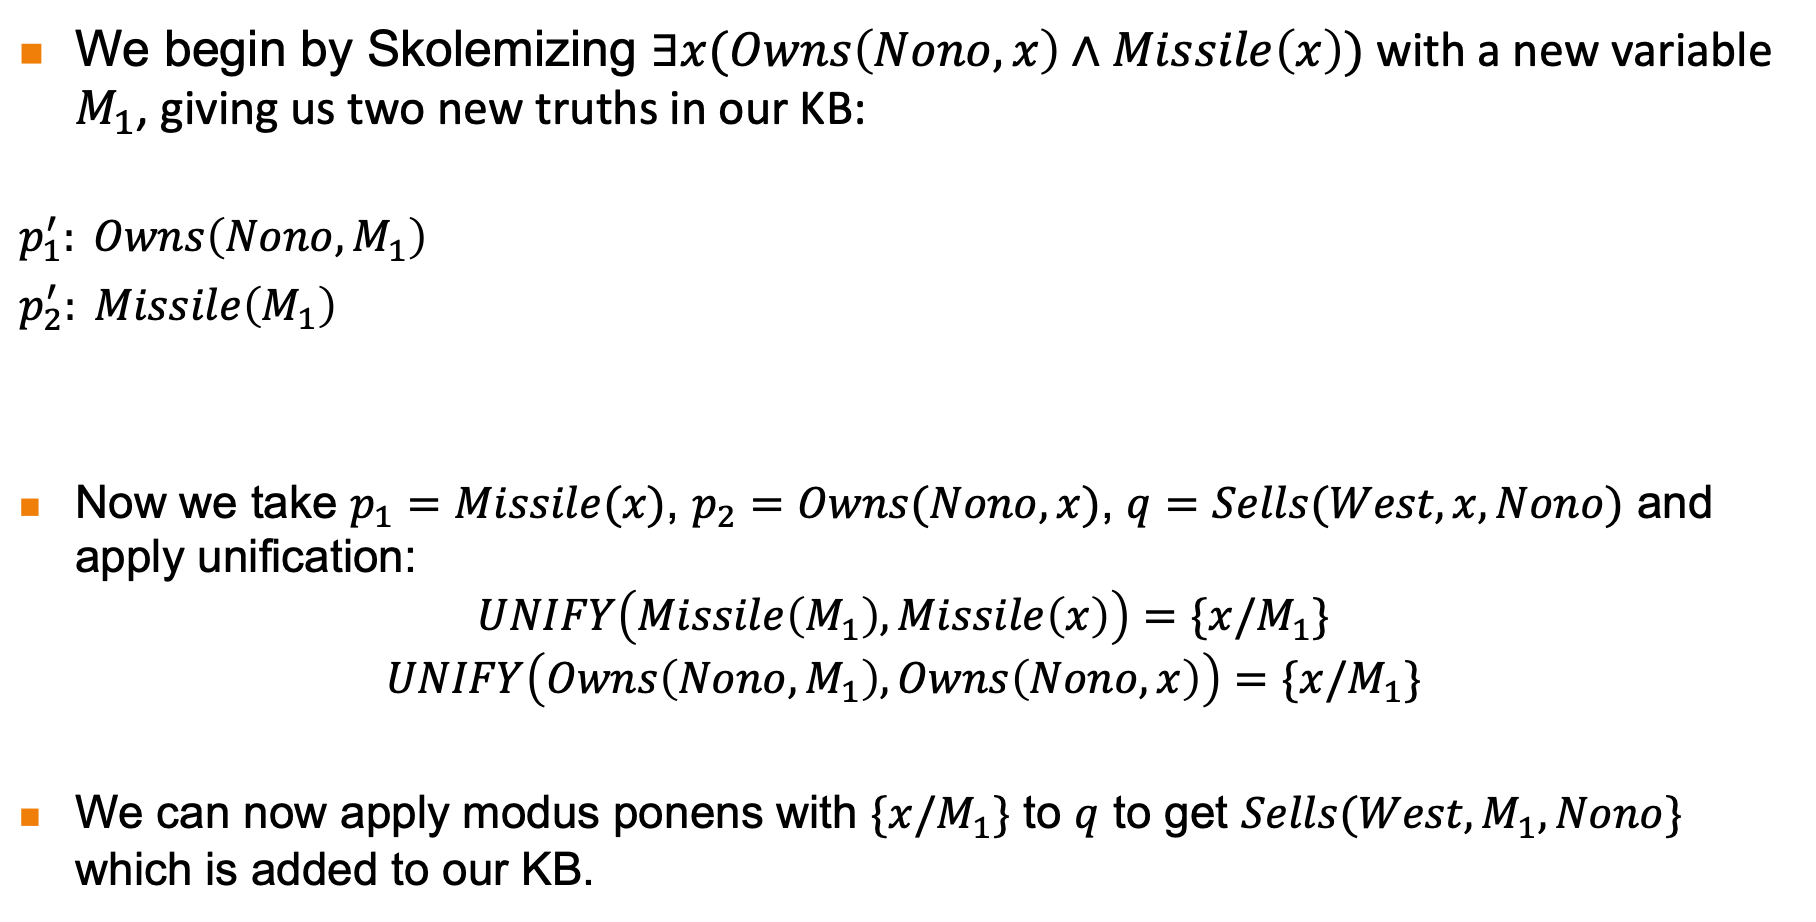 ▪ We begin by Skolemizing ∃x(Owns(Nono, x) ∧ Missile(x)) with a new variable
M₁, giving us two new truths in our KB:
p₁′: Owns(Nono, M₁)
p₂′: Missile(M₁)
▪ Now we take p₁ = Missile(x), p₂ = Owns(Nono, x), q = Sells(West, x, Nono) and
apply unification:
UNIFY(Missile(M₁), Missile(x)) = {x/M₁}
UNIFY(Owns(Nono, M₁), Owns(Nono, x)) = {x/M₁}
▪ We can now apply modus ponens with {x/M₁} to q to get Sells(West, M₁, Nono}
which is added to our KB.